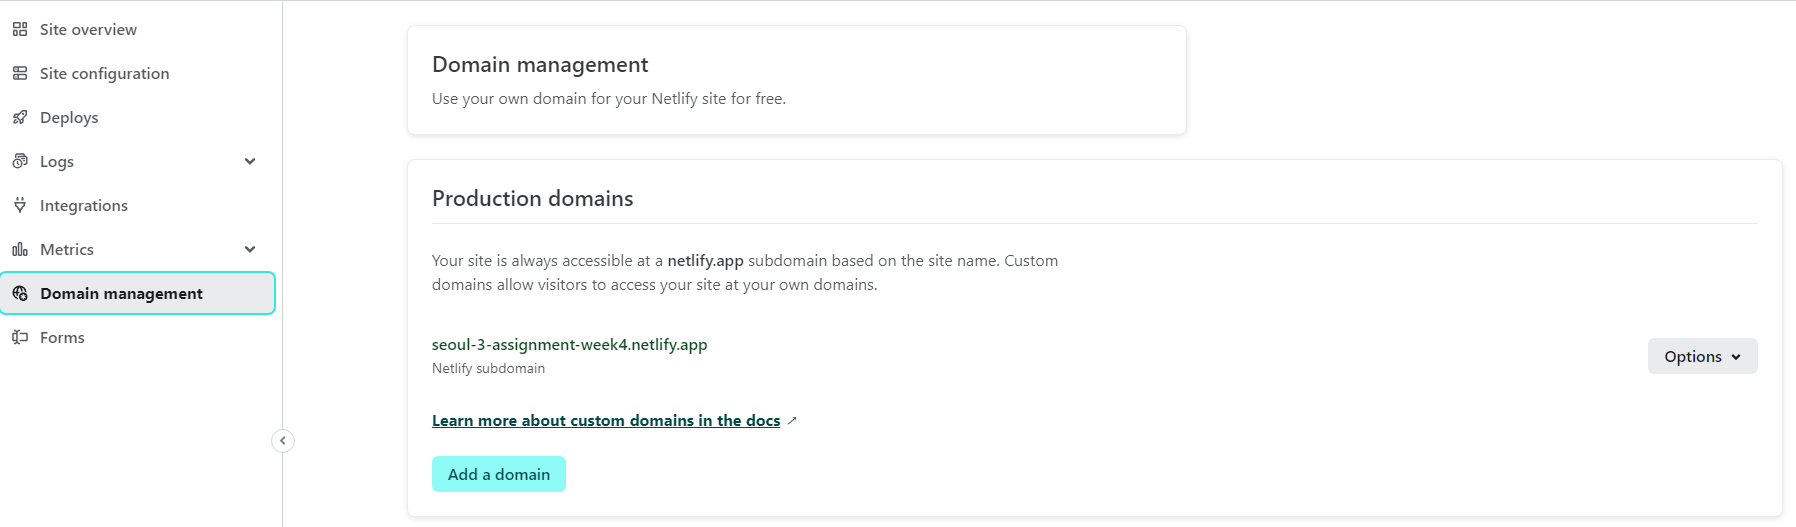 Site overview
Site configuration
Deploys
Logs
Integrations
Metrics
Domain management
Forms
Domain management
Use your own domain for your Netlify site for free.
Production domains
Your site is always accessible at a netlify.app subdomain based on the site name. Custom
domains allow visitors to access your site at your own domains.
seoul-3-assignment-week4.netlify.app
Netlify subdomain
Options
Learn more about custom domains in the docs
Add a domain